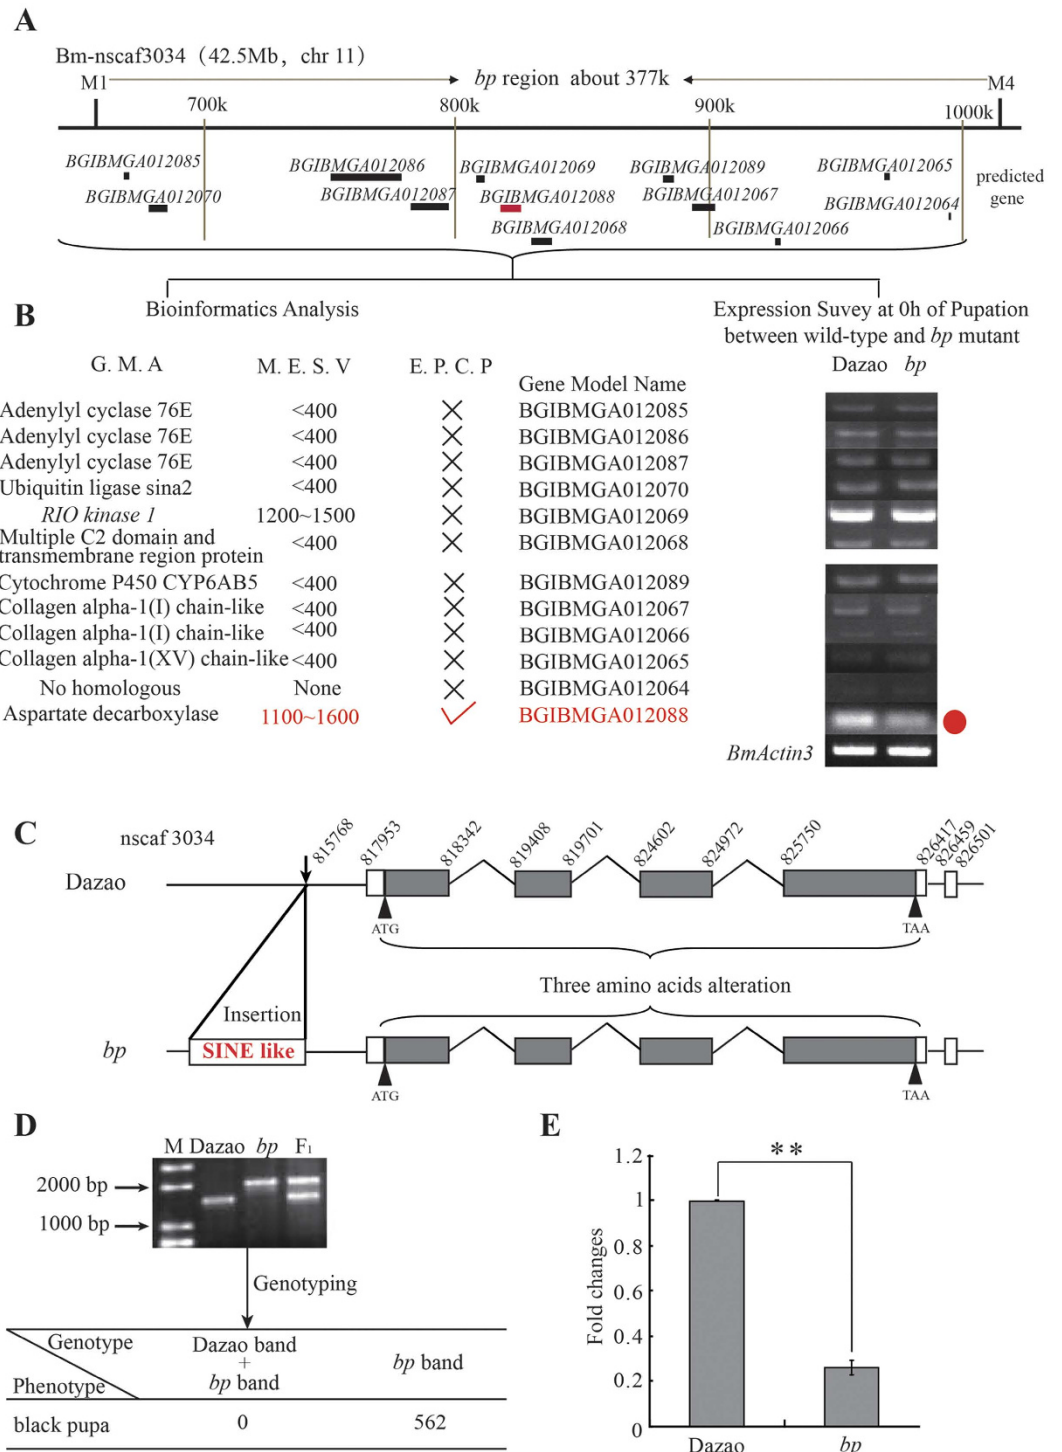 A
Bm-nscaf3034 (42.5Mb, chr 11)
M1
bp region about 377k
M4
700k
800k
900k
1000k
BGIBMGA012085
BGIBMGA012086
BGIBMGA012069
BGIBMGA012089
BGIBMGA012065
predicted
gene
BGIBMGA012070
BGIBMGA012087
BGIBMGA012088
BGIBMGA012067
BGIBMGA012064
BGIBMGA012068
BGIBMGA012066
Bioinformatics Analysis
Expression Suvey at 0h of Pupation
between wild-type and bp mutant
B
G. M. A
M. E. S. V
E. P. C. P
Gene Model Name
Dazao bp
Adenylyl cyclase 76E <400 BGIBMGA012085
Adenylyl cyclase 76E <400 BGIBMGA012086
Adenylyl cyclase 76E <400 BGIBMGA012087
Ubiquitin ligase sina2 <400 BGIBMGA012070
RIO kinase 1 1200~1500 BGIBMGA012069
Multiple C2 domain and
transmembrane region protein <400 BGIBMGA012068
Cytochrome P450 CYP6AB5 <400 BGIBMGA012089
Collagen alpha-1(I) chain-like <400 BGIBMGA012067
Collagen alpha-1(I) chain-like <400 BGIBMGA012066
Collagen alpha-1(XV) chain-like <400 BGIBMGA012065
No homologous None BGIBMGA012064
Aspartate decarboxylase 1100~1600 BGIBMGA012088
BmActin3
C
nscaf 3034
815768
817953
818342
819408
819701
824602
824972
825750
826417
826459
826501
Dazao
ATG
TAA
Three amino acids alteration
Insertion
bp
SINE like
ATG
TAA
D
M Dazao bp F1
2000 bp
1000 bp
Genotyping
Genotype
Phenotype
Dazao band
+
bp band
bp band
black pupa 0 562
E
**
Fold changes
1.2
1
0.8
0.6
0.4
0.2
0
Dazao
bp